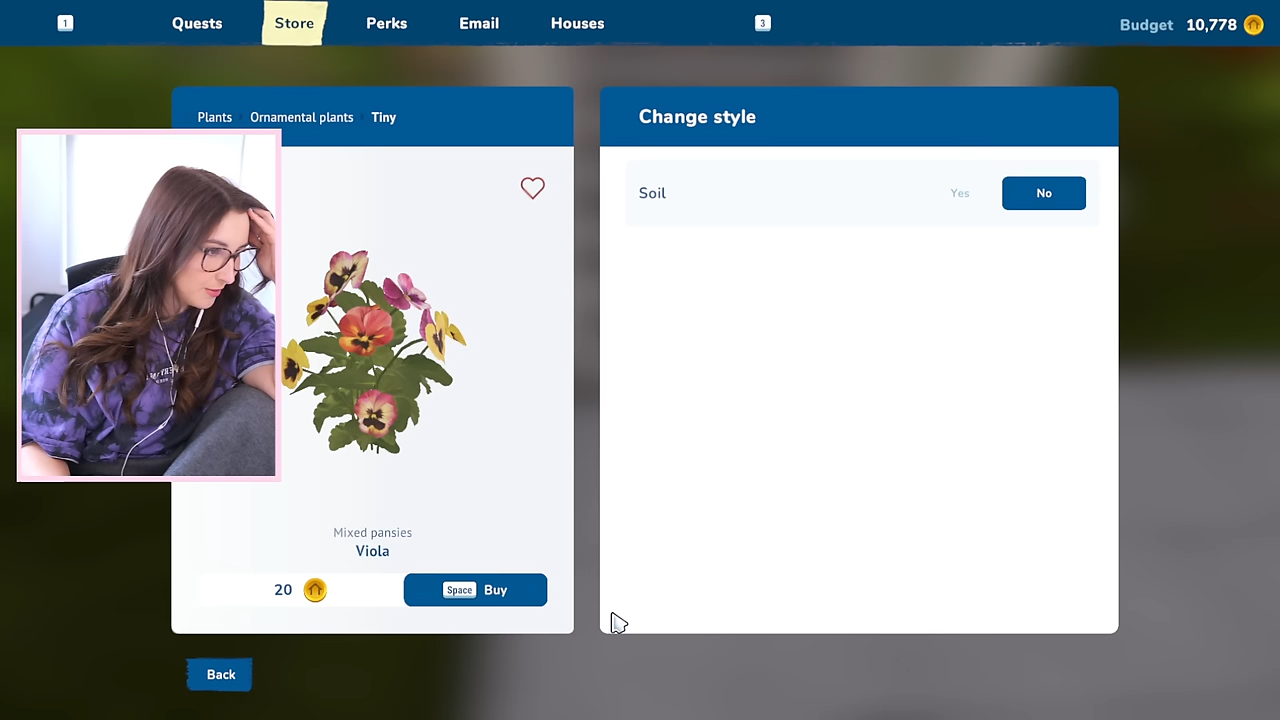 1 Quests Store Perks Email Houses 3 Budget 10,778
Plants Ornamental plants Tiny
Change style
Soil Yes No
Mixed pansies
Viola
20 Space Buy
Back